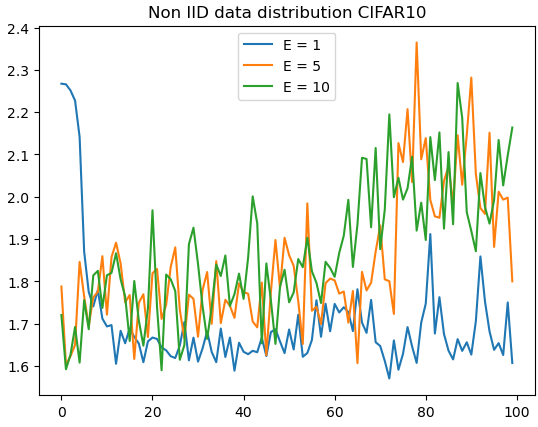 Non IID data distribution CIFAR10
2.4
2.3
2.2
2.1
2.0
1.9
1.8
1.7
1.6
E = 1
E = 5
E = 10
0 20 40 60 80 100